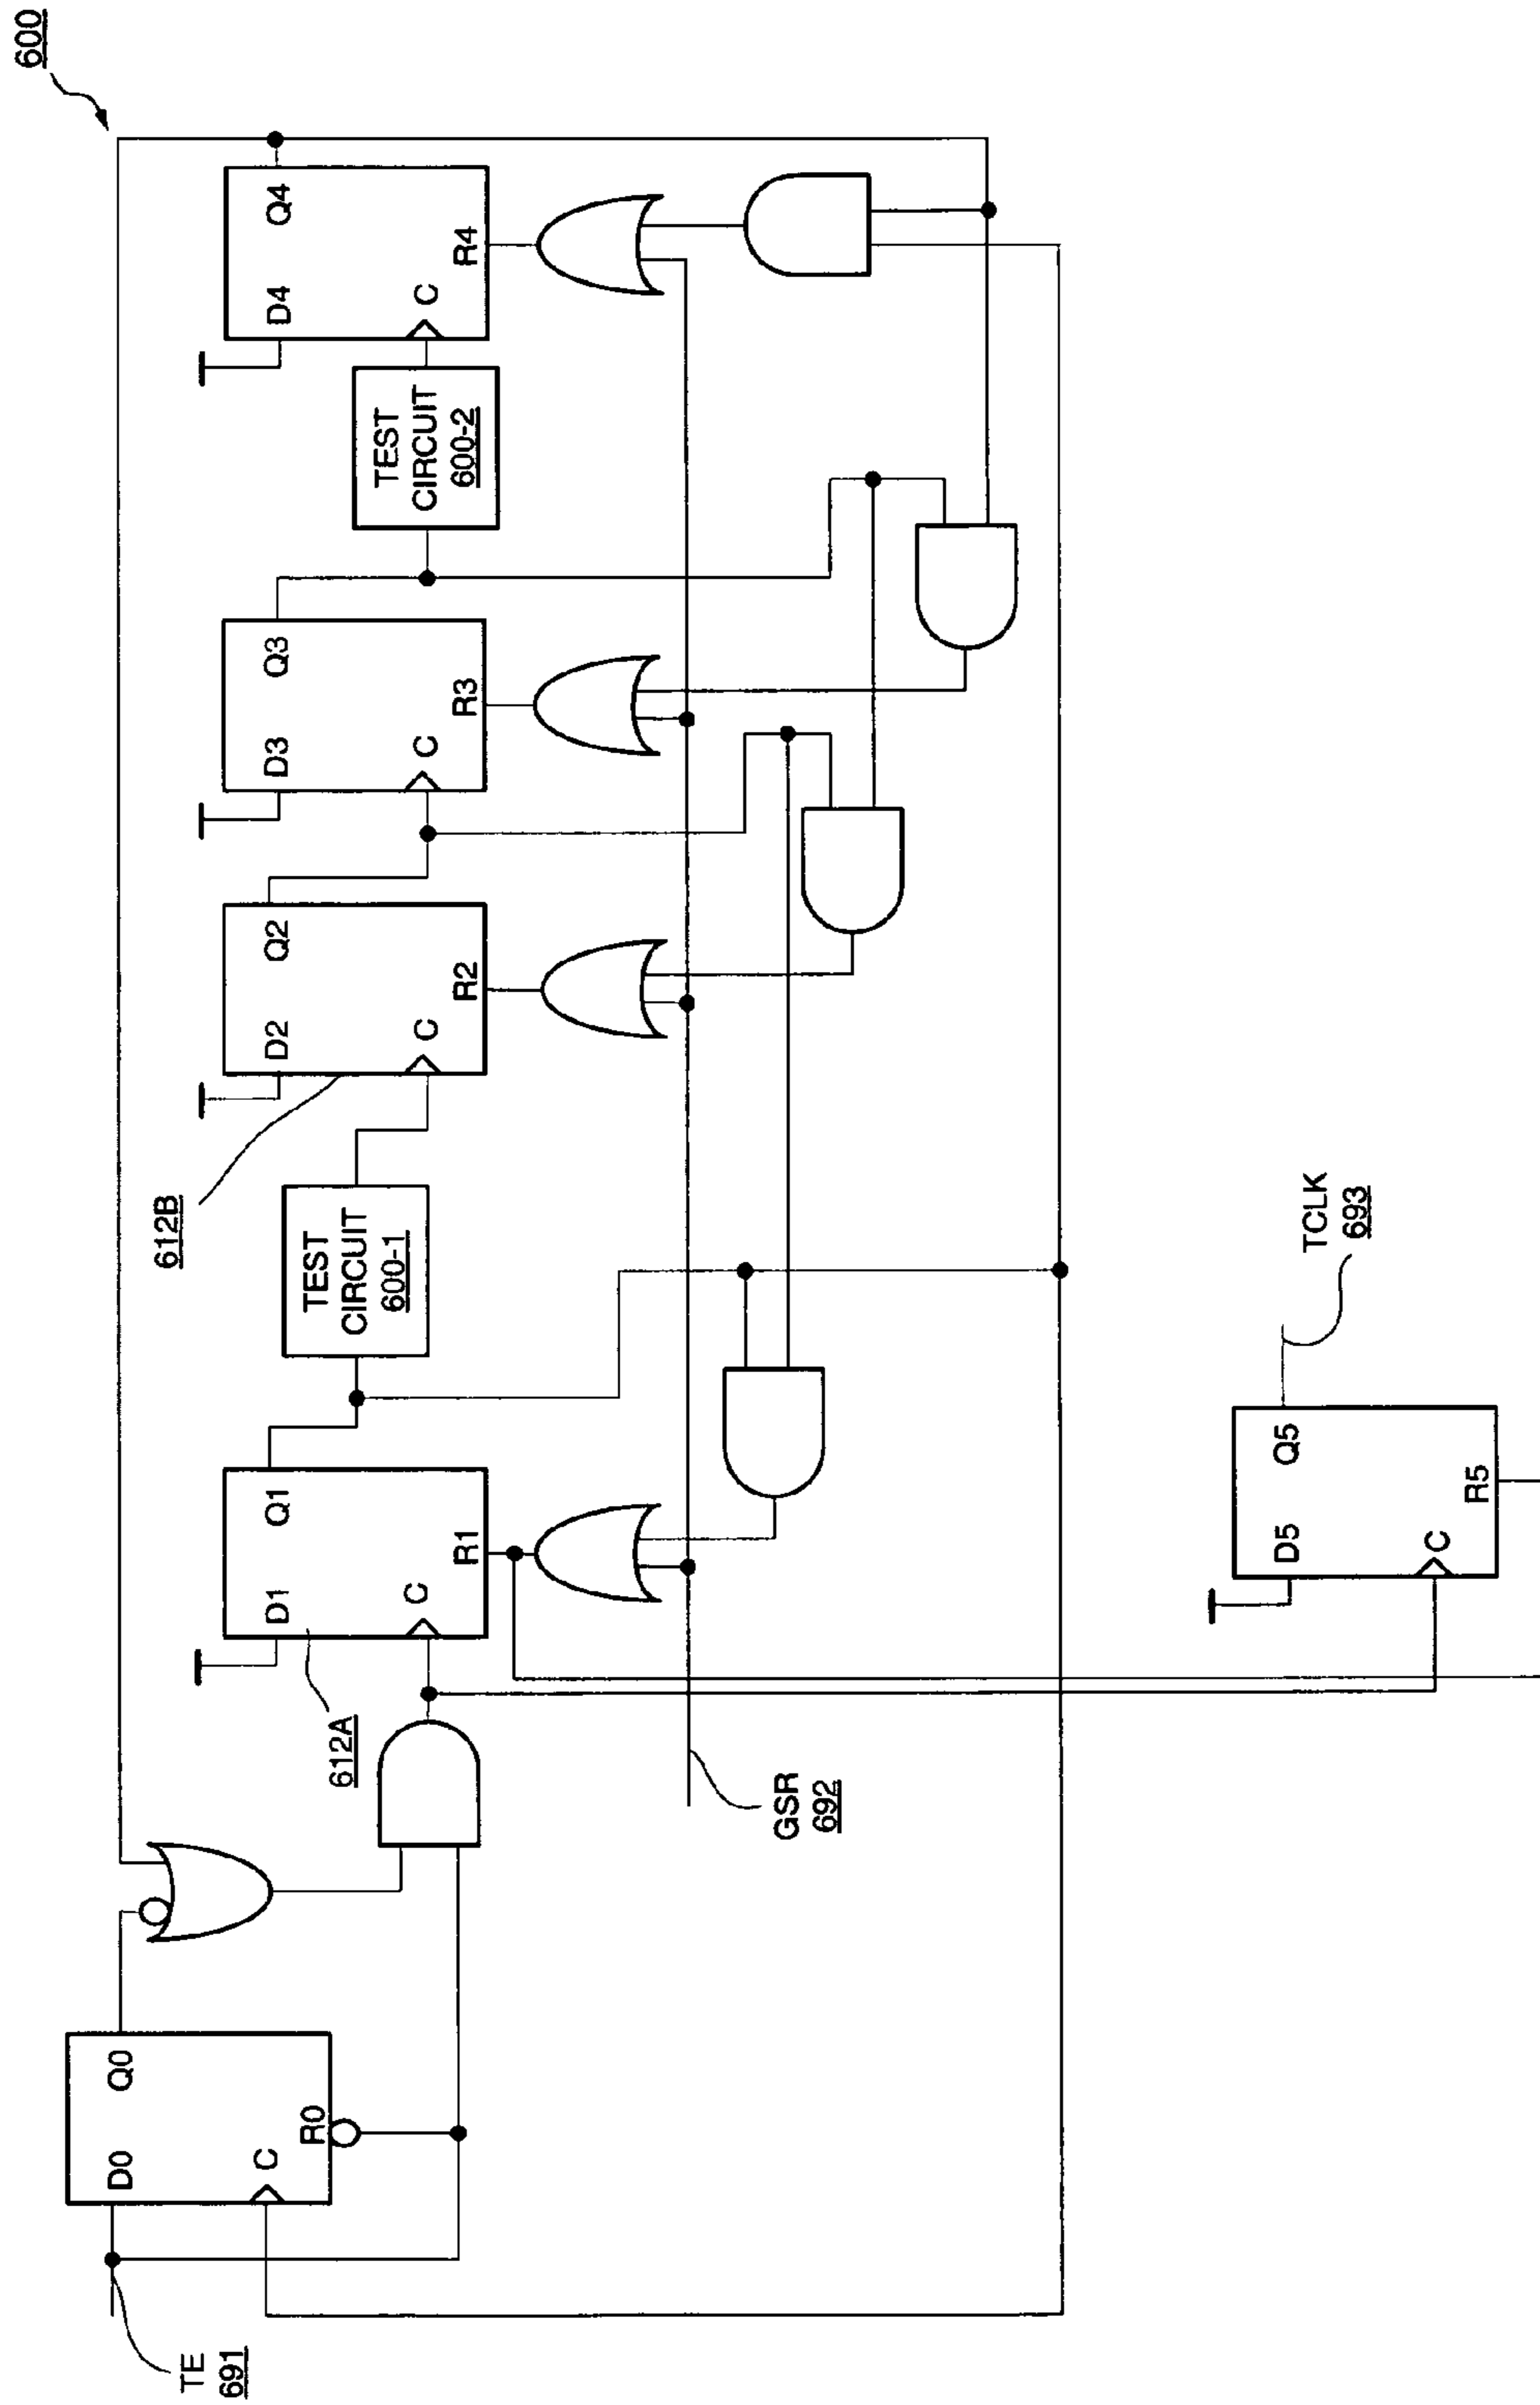 600
TE
691
D0
Q0
C
R0
612A
D1
Q1
C
R1
TEST
CIRCUIT
600-1
612B
D2
Q2
C
R2
D3
Q3
C
R3
TEST
CIRCUIT
600-2
D4
Q4
C
R4
GSR
692
D5
Q5
C
R5
TCLK
693